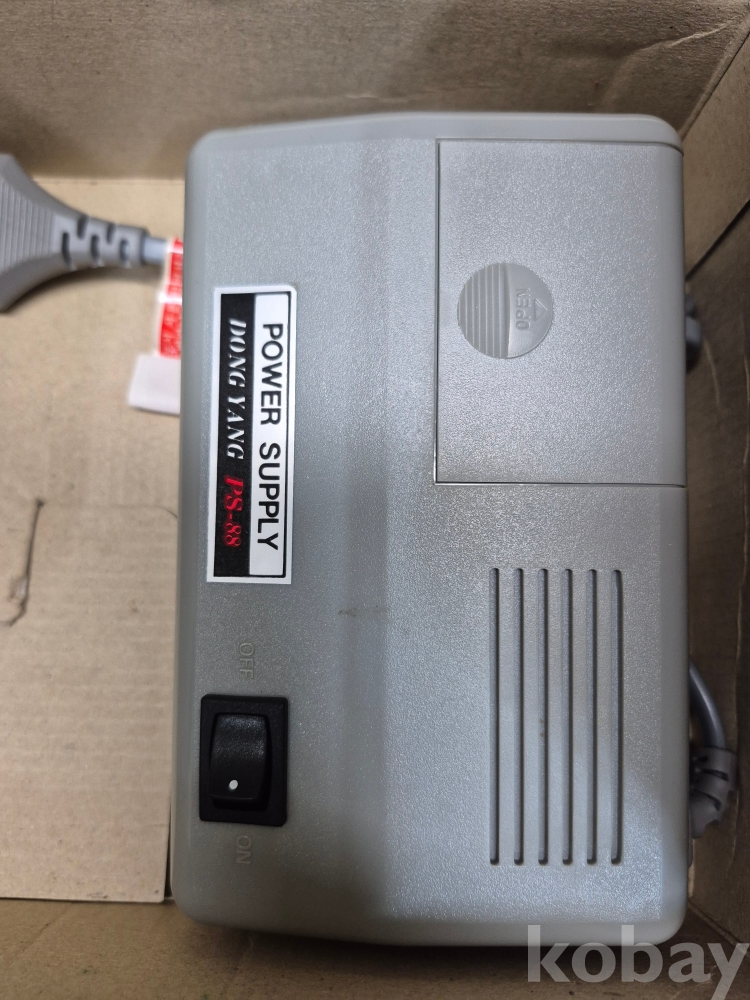 POWER SUPPLY
DONG YANG PS-88
OPEN
OFF
ON
kobay